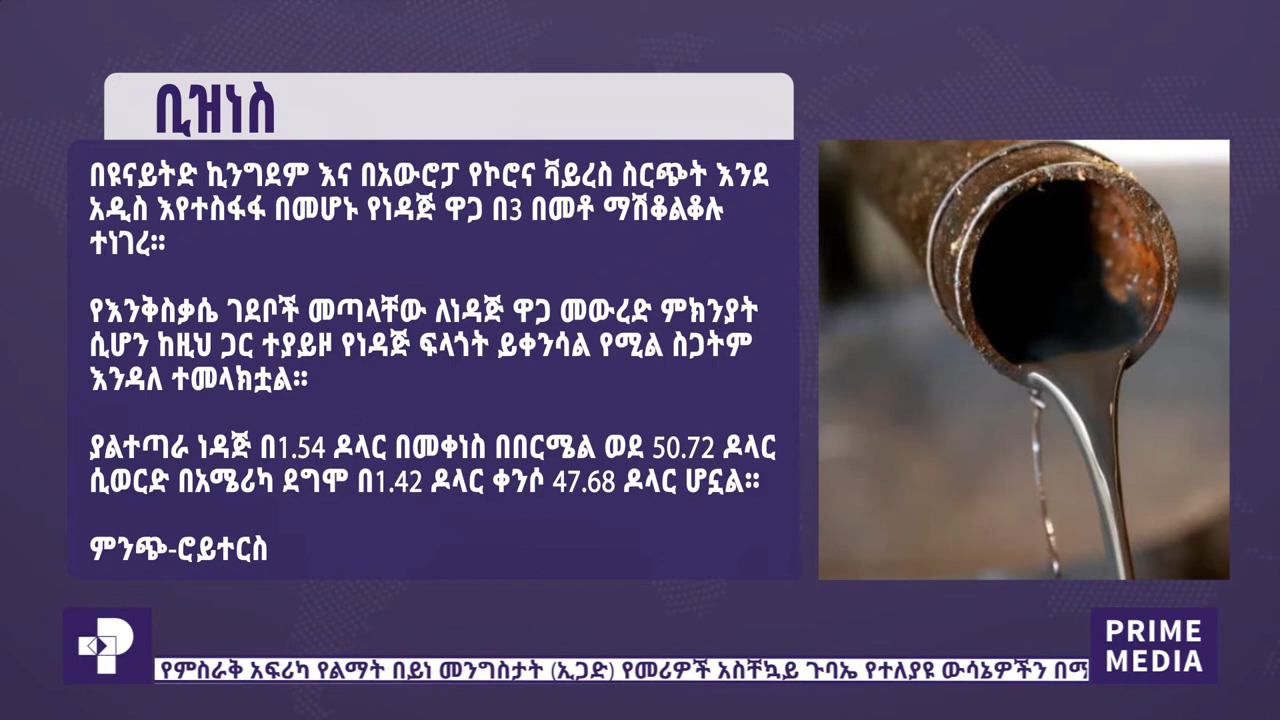 ቢዝነስ
በዩናይትድ ኪንግደም እና በአውሮፓ የኮሮና ቫይረስ ስርጭት እንደ
አዲስ እየተስፋፋ በመሆኑ የነዳጅ ዋጋ በ3 በመቶ ማሽቆልቆሉ
ተነገረ።
የእንቅስቃሴ ገደቦች መጣላቸው ለነዳጅ ዋጋ መውረድ ምክንያት
ሲሆን ከዚህ ጋር ተያይዞ የነዳጅ ፍላጎት ይቀንሳል የሚል ስጋትም
እንዳለ ተመላክቷል።
ያልተጣራ ነዳጅ በ1.54 ዶላር በመቀነስ በበርሜል ወደ 50.72 ዶላር
ሲወርድ በአሜሪካ ደግሞ በ1.42 ዶላር ቀንሶ 47.68 ዶላር ሆኗል።
ምንጭ-ሮይተርስ
PRIME
MEDIA
የምስራቅ አፍሪካ የልማት በይነ መንግስታት (ኢጋድ) የመሪዎች አስቸኳይ ጉባኤ የተለያዩ ውሳኔዎችን በማ